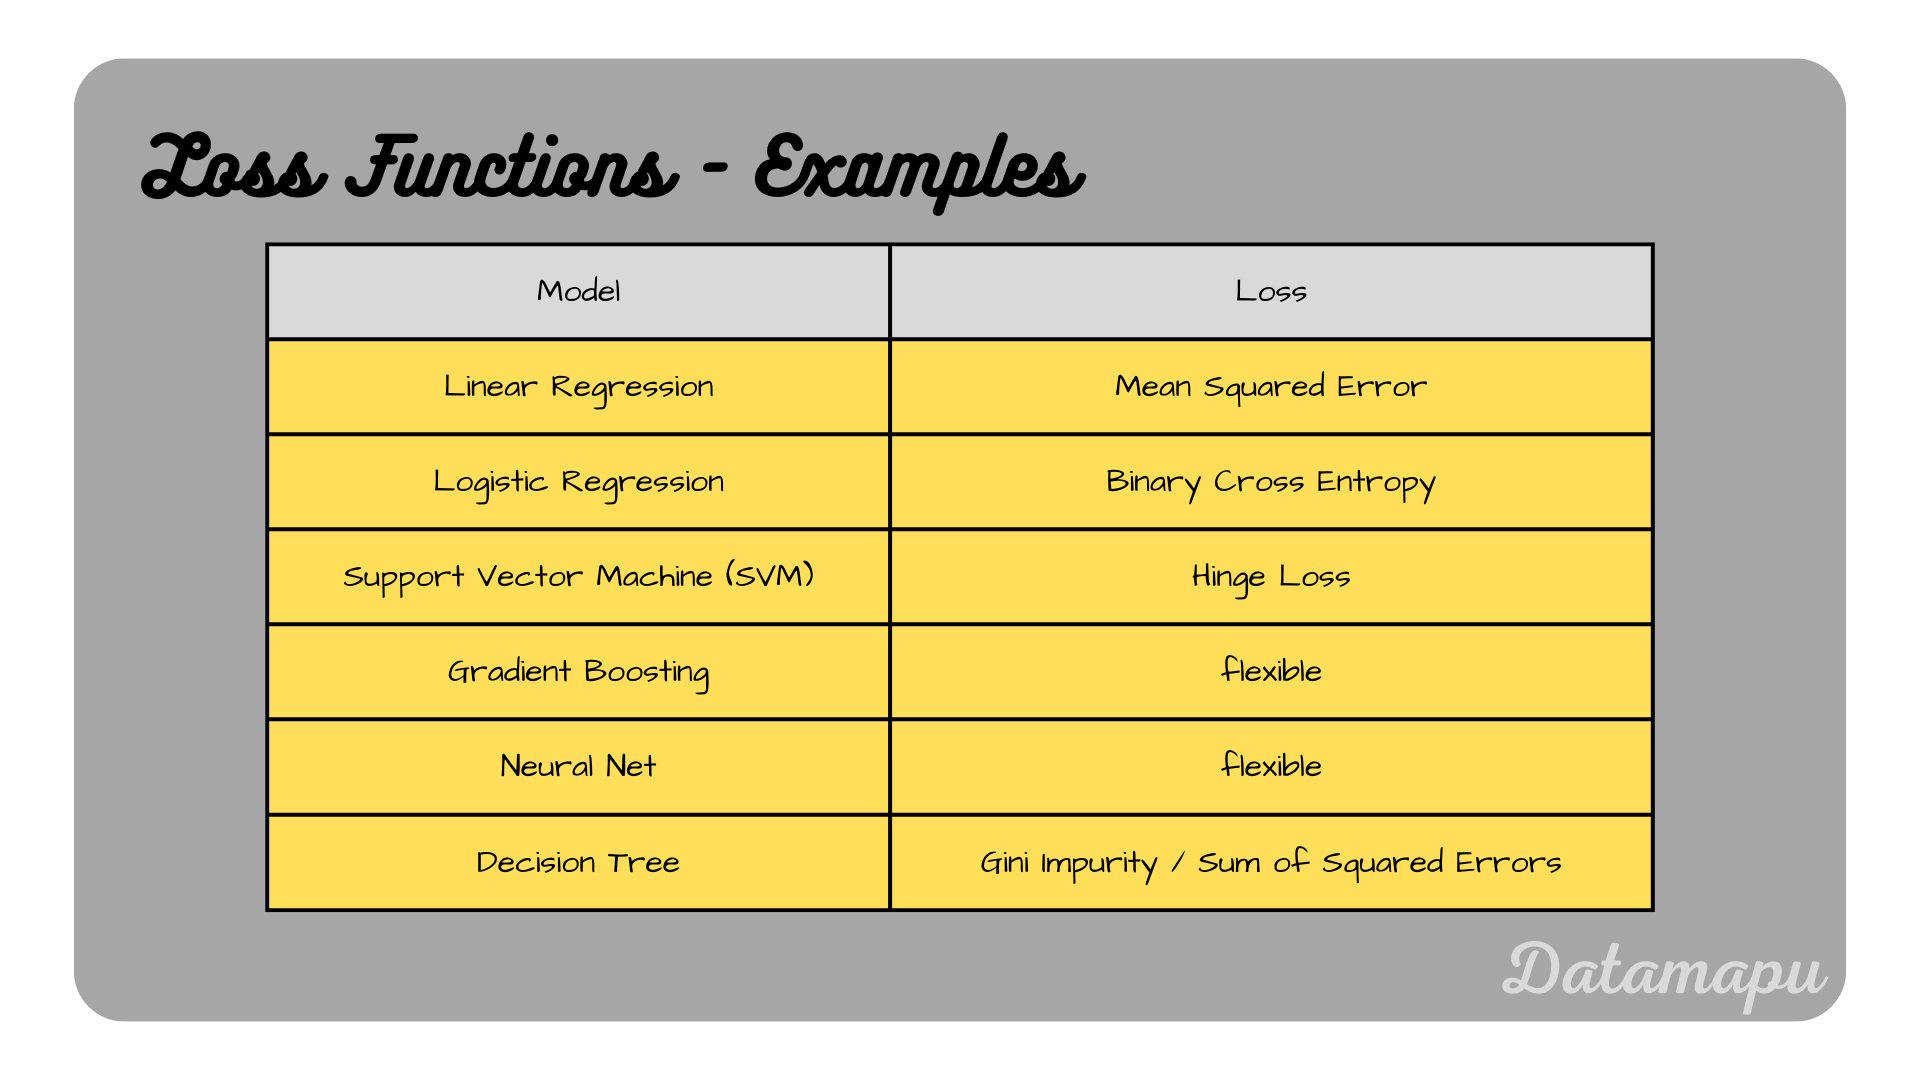 Loss Functions - Examples
Model Loss
Linear Regression Mean Squared Error
Logistic Regression Binary Cross Entropy
Support Vector Machine (SVM) Hinge Loss
Gradient Boosting flexible
Neural Net flexible
Decision Tree Gini Impurity / Sum of Squared Errors
Datamapu